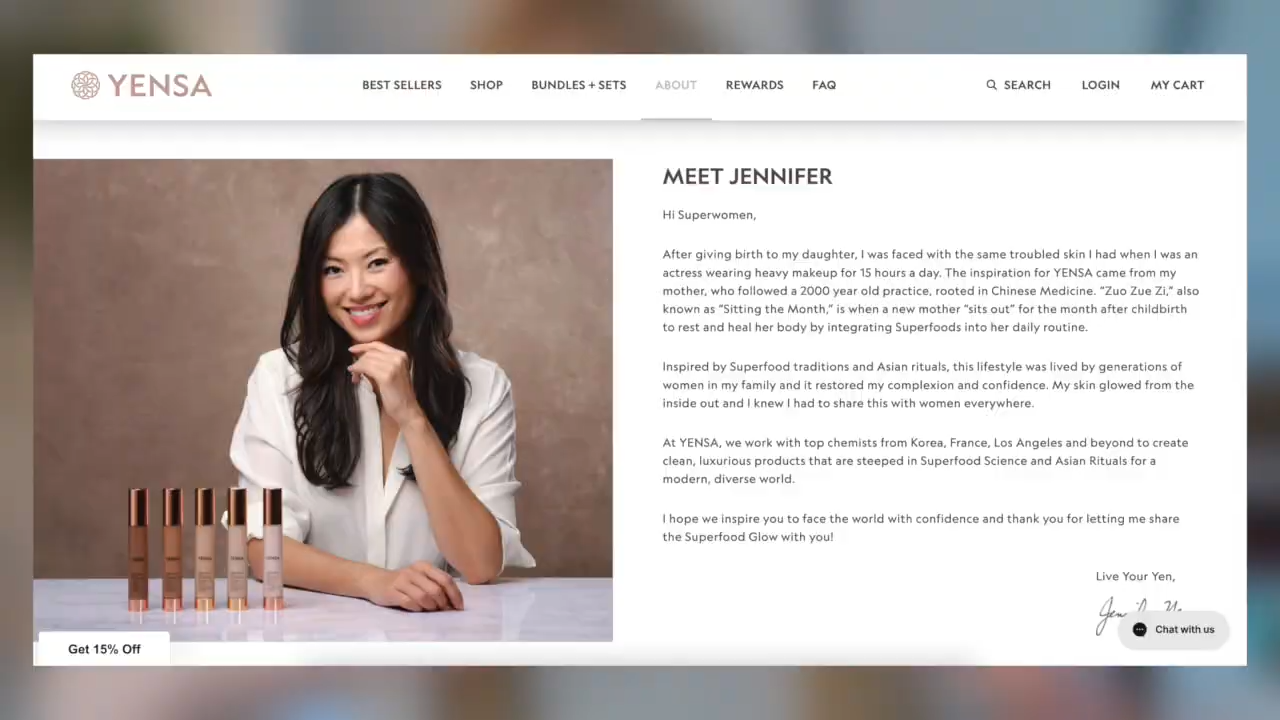 YENSA
BEST SELLERS
SHOP
BUNDLES + SETS
ABOUT
REWARDS
FAQ
SEARCH
LOGIN
MY CART
MEET JENNIFER
Hi Superwomen,
After giving birth to my daughter, I was faced with the same troubled skin I had when I was an
actress wearing heavy makeup for 15 hours a day. The inspiration for YENSA came from my
mother, who followed a 2000 year old practice, rooted in Chinese Medicine. “Zuo Zue Zi,” also
known as “Sitting the Month,” is when a new mother “sits out” for the month after childbirth
to rest and heal her body by integrating Superfoods into her daily routine.
Inspired by Superfood traditions and Asian rituals, this lifestyle was lived by generations of
women in my family and it restored my complexion and confidence. My skin glowed from the
inside out and I knew I had to share this with women everywhere.
At YENSA, we work with top chemists from Korea, France, Los Angeles and beyond to create
clean, luxurious products that are steeped in Superfood Science and Asian Rituals for a
modern, diverse world.
I hope we inspire you to face the world with confidence and thank you for letting me share
the Superfood Glow with you!
Live Your Yen,
Chat with us
Get 15% Off